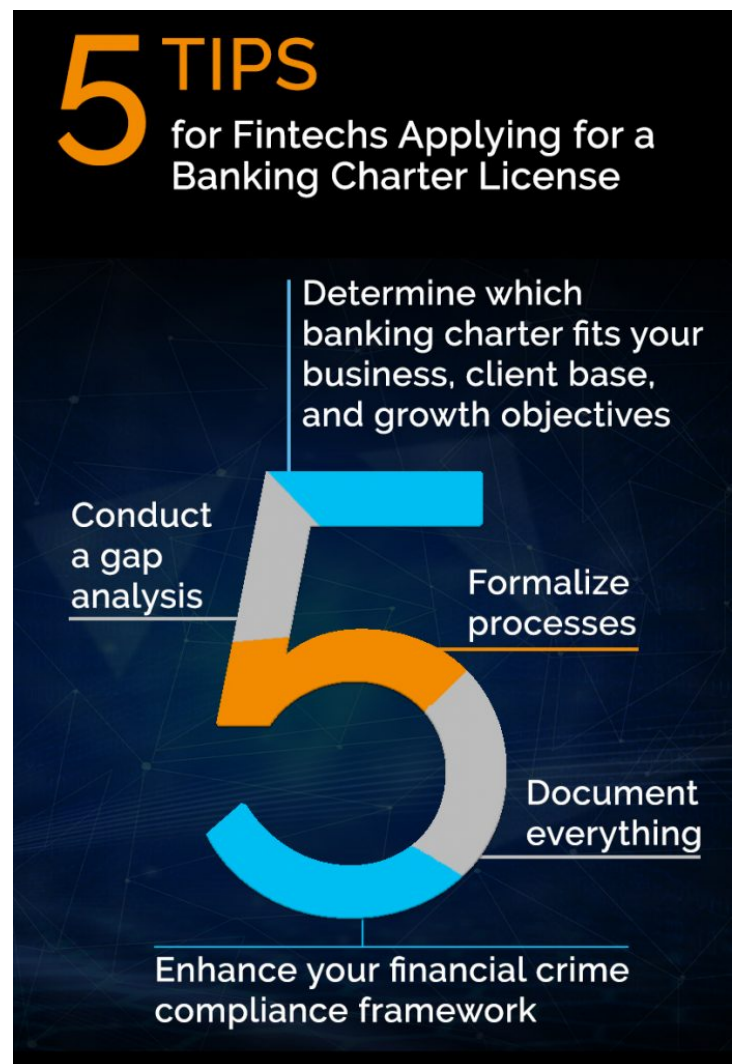 5 TIPS
for Fintechs Applying for a
Banking Charter License
Determine which
banking charter fits your
business, client base,
and growth objectives
Conduct
a gap
analysis
Formalize
processes
5
Document
everything
Enhance your financial crime
compliance framework